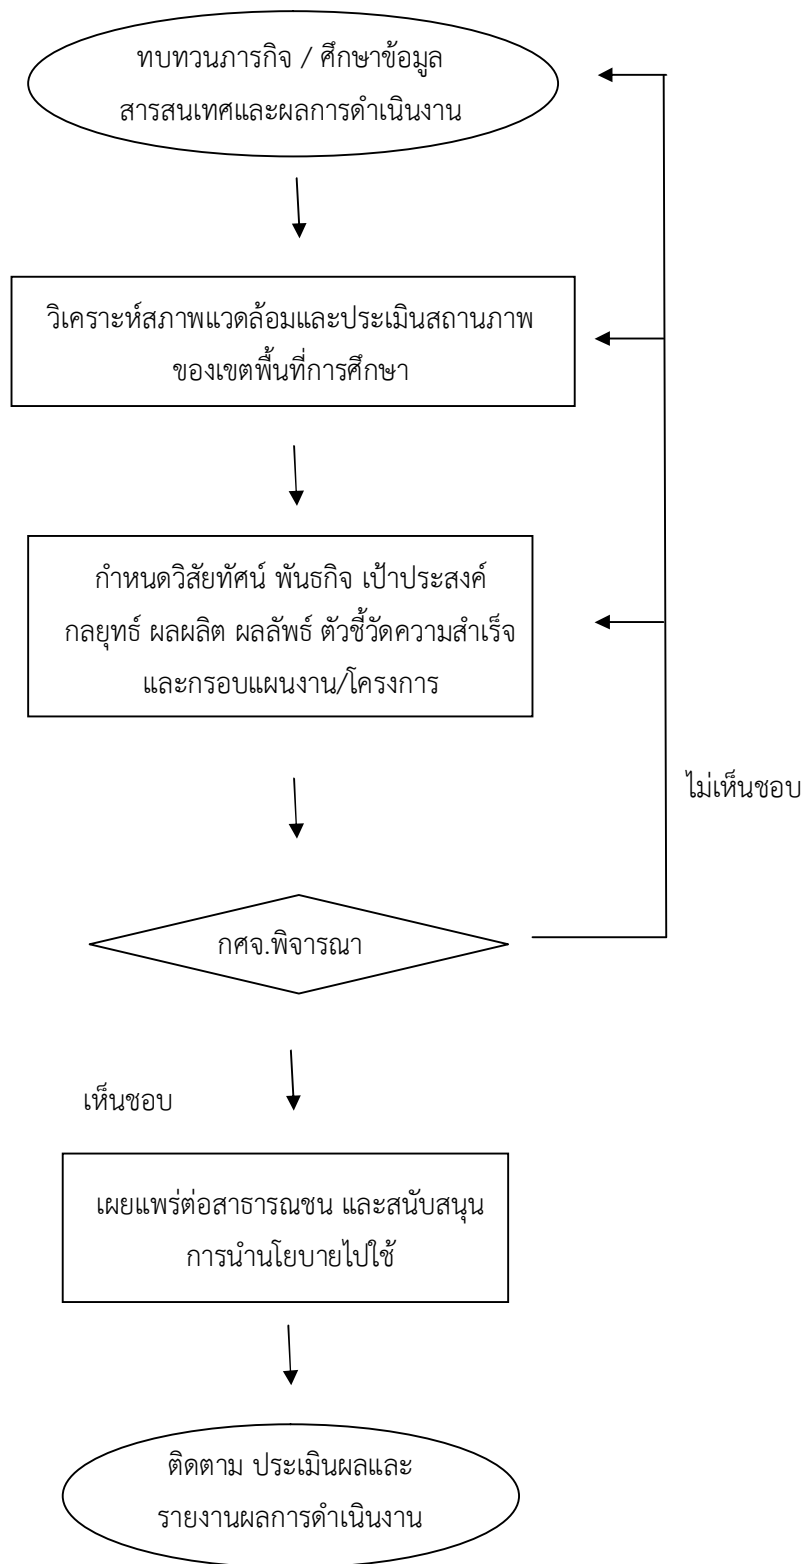 ทบทวนภารกิจ / ศึกษาข้อมูล
สารสนเทศและผลการดำเนินงาน
วิเคราะห์สภาพแวดล้อมและประเมินสถานภาพ
ของเขตพื้นที่การศึกษา
กำหนดวิสัยทัศน์ พันธกิจ เป้าประสงค์
กลยุทธ์ ผลผลิต ผลลัพธ์ ตัวชี้วัดความสำเร็จ
และกรอบแผนงาน/โครงการ
ไม่เห็นชอบ
กศจ.พิจารณา
เห็นชอบ
เผยแพร่ต่อสาธารณชน และสนับสนุน
การนำนโยบายไปใช้
ติดตาม ประเมินผลและ
รายงานผลการดำเนินงาน